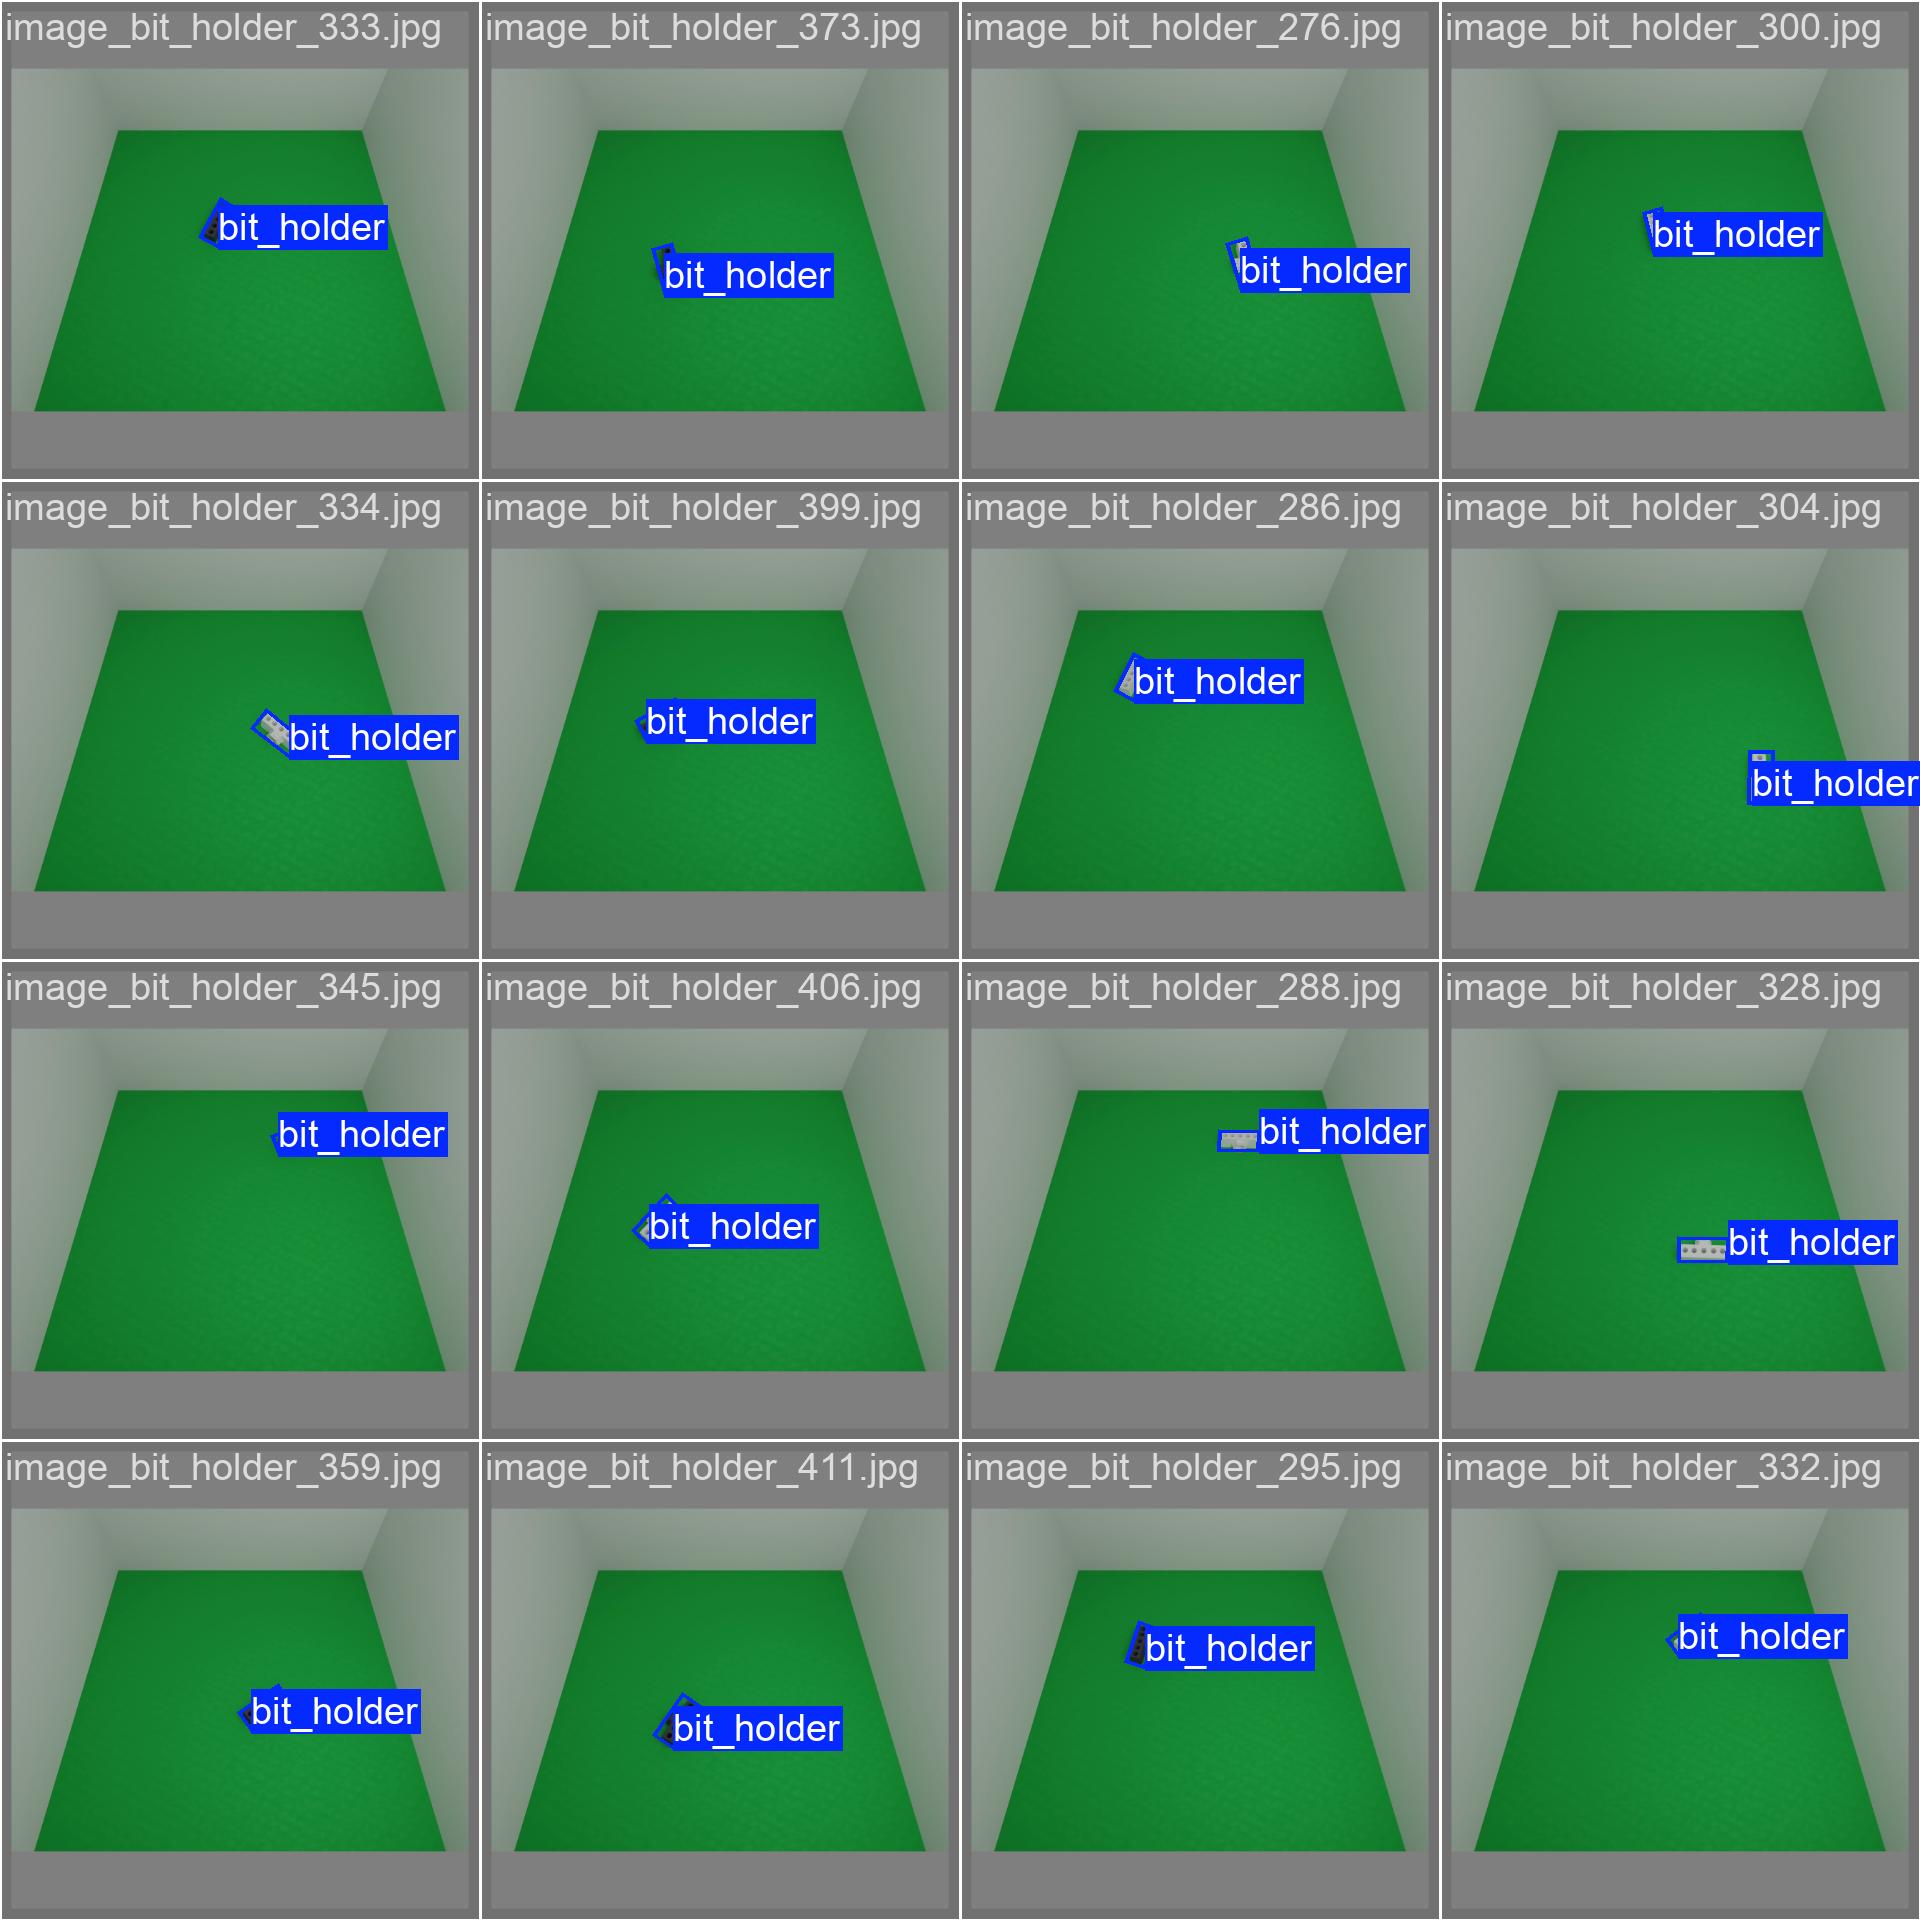 image_bit_holder_333.jpg
bit_holder
image_bit_holder_373.jpg
bit_holder
image_bit_holder_276.jpg
bit_holder
image_bit_holder_300.jpg
bit_holder
image_bit_holder_334.jpg
bit_holder
image_bit_holder_399.jpg
bit_holder
image_bit_holder_286.jpg
bit_holder
image_bit_holder_304.jpg
bit_holder
image_bit_holder_345.jpg
bit_holder
image_bit_holder_406.jpg
bit_holder
image_bit_holder_288.jpg
bit_holder
image_bit_holder_328.jpg
bit_holder
image_bit_holder_359.jpg
bit_holder
image_bit_holder_411.jpg
bit_holder
image_bit_holder_295.jpg
bit_holder
image_bit_holder_332.jpg
bit_holder